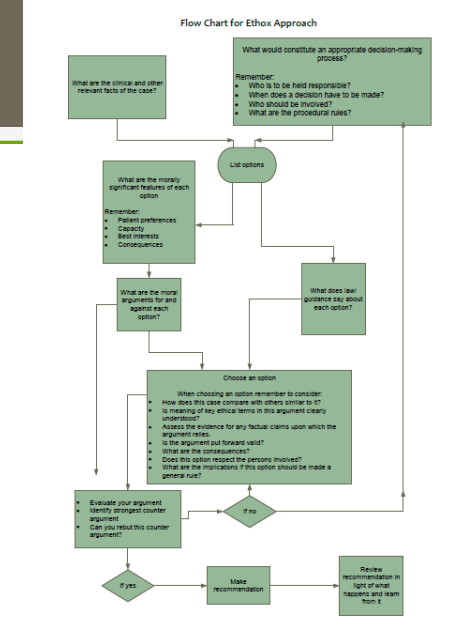 Flow Chart for Ethox Approach
What are the clinical and other
relevant facts of the case?
What would constitute an appropriate decision-making
process?
Remember:
• Who is to be held responsible?
• When does a decision have to be made?
• Who should be involved?
• What are the procedural rules?
List options
What are the morally
significant features of each
option
Remember:
• Patient preferences
• Capacity
• Best interests
• Consequences
What are the moral
arguments for and
against each
option?
What does law/
guidance say about
each option?
Choose an option
When choosing an option remember to consider:
• How does this case compare with others similar to it?
• Is meaning of key ethical terms in this argument clearly
understood?
• Assess the evidence for any factual claims upon which the
argument relies.
• Is the argument put forward valid?
• What are the consequences?
• Does this option respect the persons involved?
• What are the implications if this option should be made a
general rule?
• Evaluate your argument
• Identify strongest counter
argument
• Can you rebut this counter
argument?
If no
If yes
Make
recommendation
Review
recommendation in
light of what
happens and learn
from it